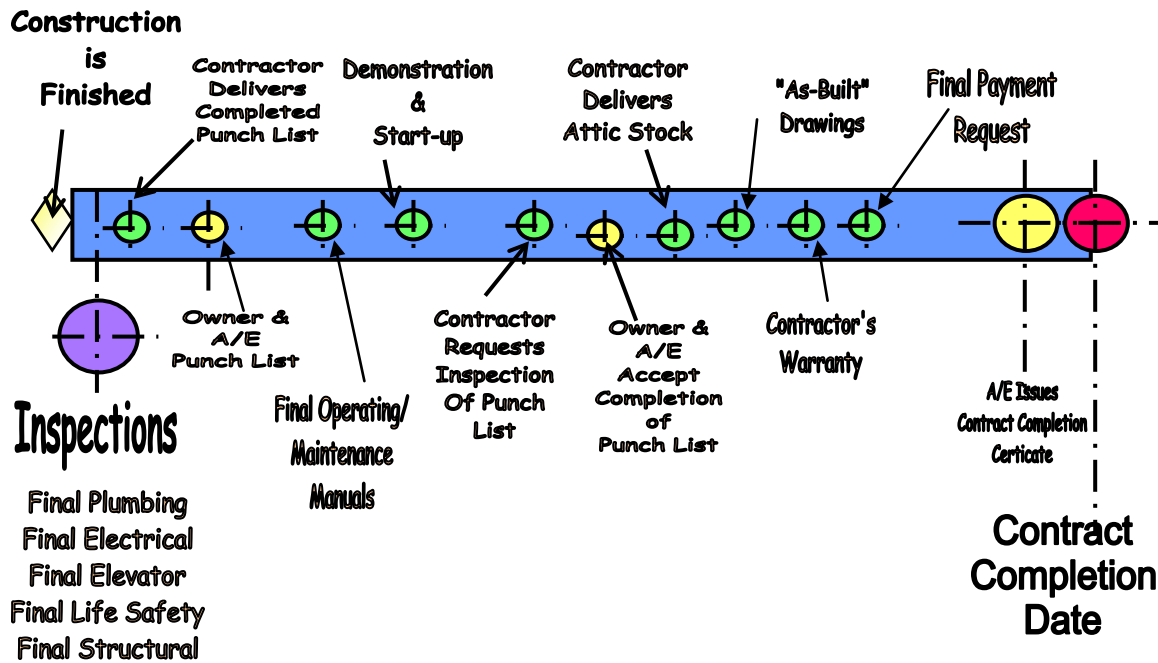 Construction
is
Finished
Contractor
Delivers
Completed
Punch List
Demonstration
&
Start-up
Contractor
Delivers
Attic Stock
"As-Built"
Drawings
Final Payment
Request
Owner &
A/E
Punch List
Final Operating/
Maintenance
Manuals
Contractor
Requests
Inspection
Of Punch
List
Owner &
A/E
Accept
Completion
of
Punch List
Contractor's
Warranty
A/E Issues
Contract Completion
Certicate
Inspections
Final Plumbing
Final Electrical
Final Elevator
Final Life Safety
Final Structural
Contract
Completion
Date